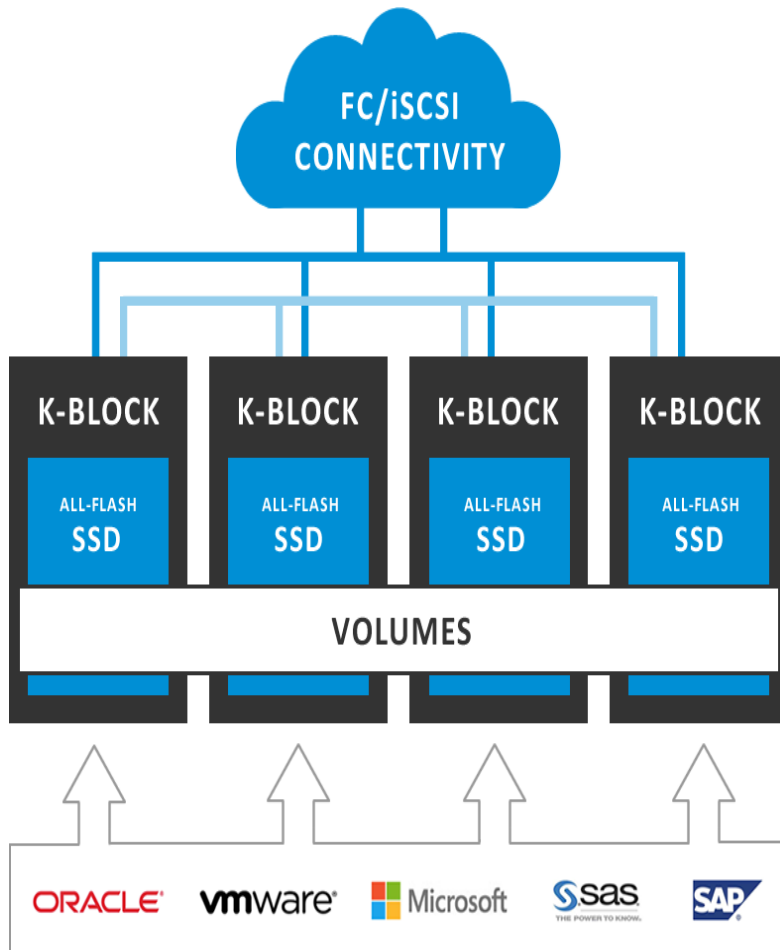 FC/iSCSI
CONNECTIVITY
K-BLOCK K-BLOCK K-BLOCK K-BLOCK
ALL-FLASH ALL-FLASH ALL-FLASH ALL-FLASH
SSD SSD SSD SSD
VOLUMES
ORACLE® vmware® Microsoft sas SAP
THE POWER TO KNOW.